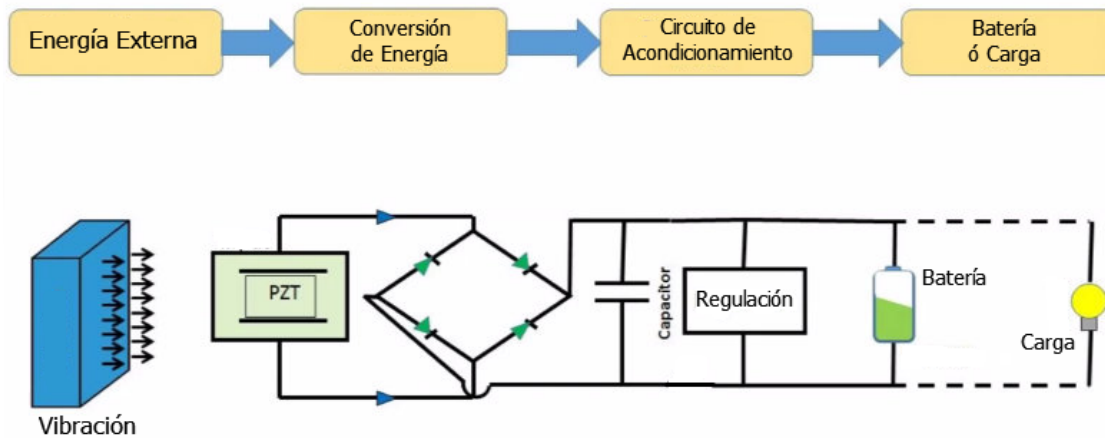 Energía Externa
Conversión
de Energía
Circuito de
Acondicionamiento
Batería
ó Carga
PZT
Capacitor
Regulación
Batería
Carga
Vibración